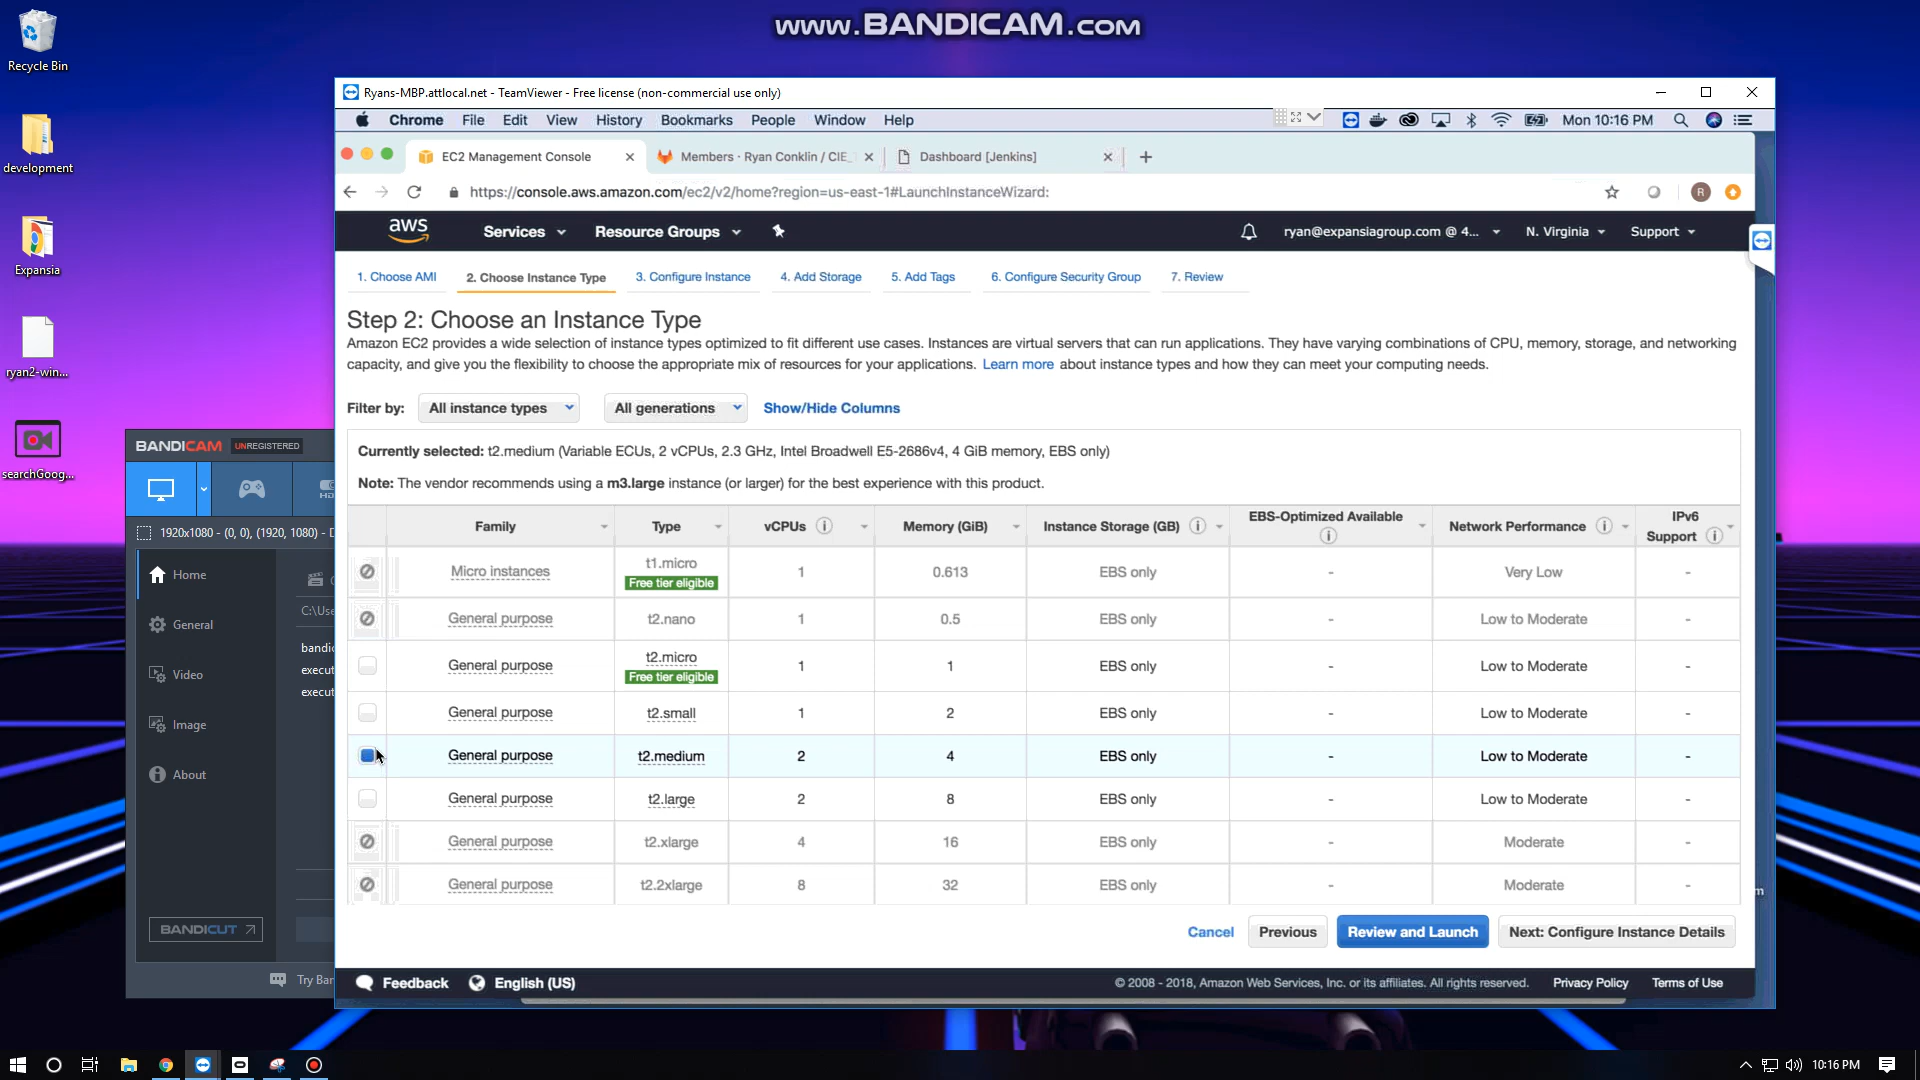 www.BANDICAM.com
Recycle Bin
development
Expansia
ryan2-win...
searchGoog...
Ryans-MBP.attlocal.net - TeamViewer - Free license (non-commercial use only)
Chrome File Edit View History Bookmarks People Window Help
Mon 10:16 PM
EC2 Management Console
Members · Ryan Conklin / CIE_
Dashboard [Jenkins]
https://console.aws.amazon.com/ec2/v2/home?region=us-east-1#LaunchInstanceWizard:
R
aws Services Resource Groups
ryan@expansiagroup.com @ 4... N. Virginia Support
1. Choose AMI 2. Choose Instance Type 3. Configure Instance 4. Add Storage 5. Add Tags 6. Configure Security Group 7. Review
Step 2: Choose an Instance Type
Amazon EC2 provides a wide selection of instance types optimized to fit different use cases. Instances are virtual servers that can run applications. They have varying combinations of CPU, memory, storage, and networking
capacity, and give you the flexibility to choose the appropriate mix of resources for your applications. Learn more about instance types and how they can meet your computing needs.
Filter by: All instance types All generations Show/Hide Columns
Currently selected: t2.medium (Variable ECUs, 2 vCPUs, 2.3 GHz, Intel Broadwell E5-2686v4, 4 GiB memory, EBS only)
Note: The vendor recommends using a m3.large instance (or larger) for the best experience with this product.
Family Type vCPUs Memory (GiB) Instance Storage (GB) EBS-Optimized Available Network Performance IPv6 Support
Micro instances t1.micro Free tier eligible 1 0.613 EBS only - Very Low -
General purpose t2.nano 1 0.5 EBS only - Low to Moderate -
General purpose t2.micro Free tier eligible 1 1 EBS only - Low to Moderate -
General purpose t2.small 1 2 EBS only - Low to Moderate -
General purpose t2.medium 2 4 EBS only - Low to Moderate -
General purpose t2.large 2 8 EBS only - Low to Moderate -
General purpose t2.xlarge 4 16 EBS only - Moderate -
General purpose t2.2xlarge 8 32 EBS only - Moderate -
Cancel Previous Review and Launch Next: Configure Instance Details
Feedback English (US)
© 2008 - 2018, Amazon Web Services, Inc. or its affiliates. All rights reserved. Privacy Policy Terms of Use
BANDICAM UNREGISTERED
1920x1080 - (0, 0), (1920, 1080) - D
Home
General
Video
Image
About
C:\Use
bandic
execut
execut
BANDICUT
Try Ban
10:16 PM